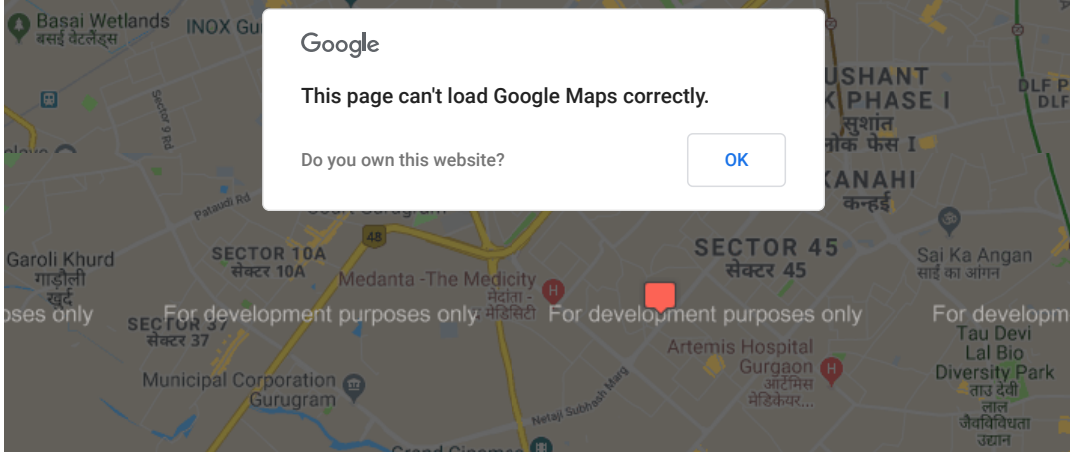 Basai Wetlands
बसई वेटलैंड्स
INOX Gu
Google
This page can't load Google Maps correctly.
Do you own this website?
OK
USHANT
K PHASE I
सुशांत
लोक फेस I
DLF P
DLF
Sector 9 Rd
Pataudi Rd
KANAHI
कन्हई
48
SECTOR 10A
सेक्टर 10A
Garoli Khurd
गाड़ौली
खुर्द
SECTOR 45
सेक्टर 45
Sai Ka Angan
साईं का आंगन
Medanta -The Medicity
मेदांता -
मेडिसिटी
H
oses only
For development purposes only
For development purposes only
For developm
SECTOR 37
सेक्टर 37
Tau Devi
Lal Bio
Diversity Park
ताउ देवी
लाल
जैवविविधता
उद्यान
Artemis Hospital
Gurgaon
आर्टेमिस
मेडिकेयर...
H
Municipal Corporation
Gurugram
Netaji Subhash Marg
Grand Cinemas